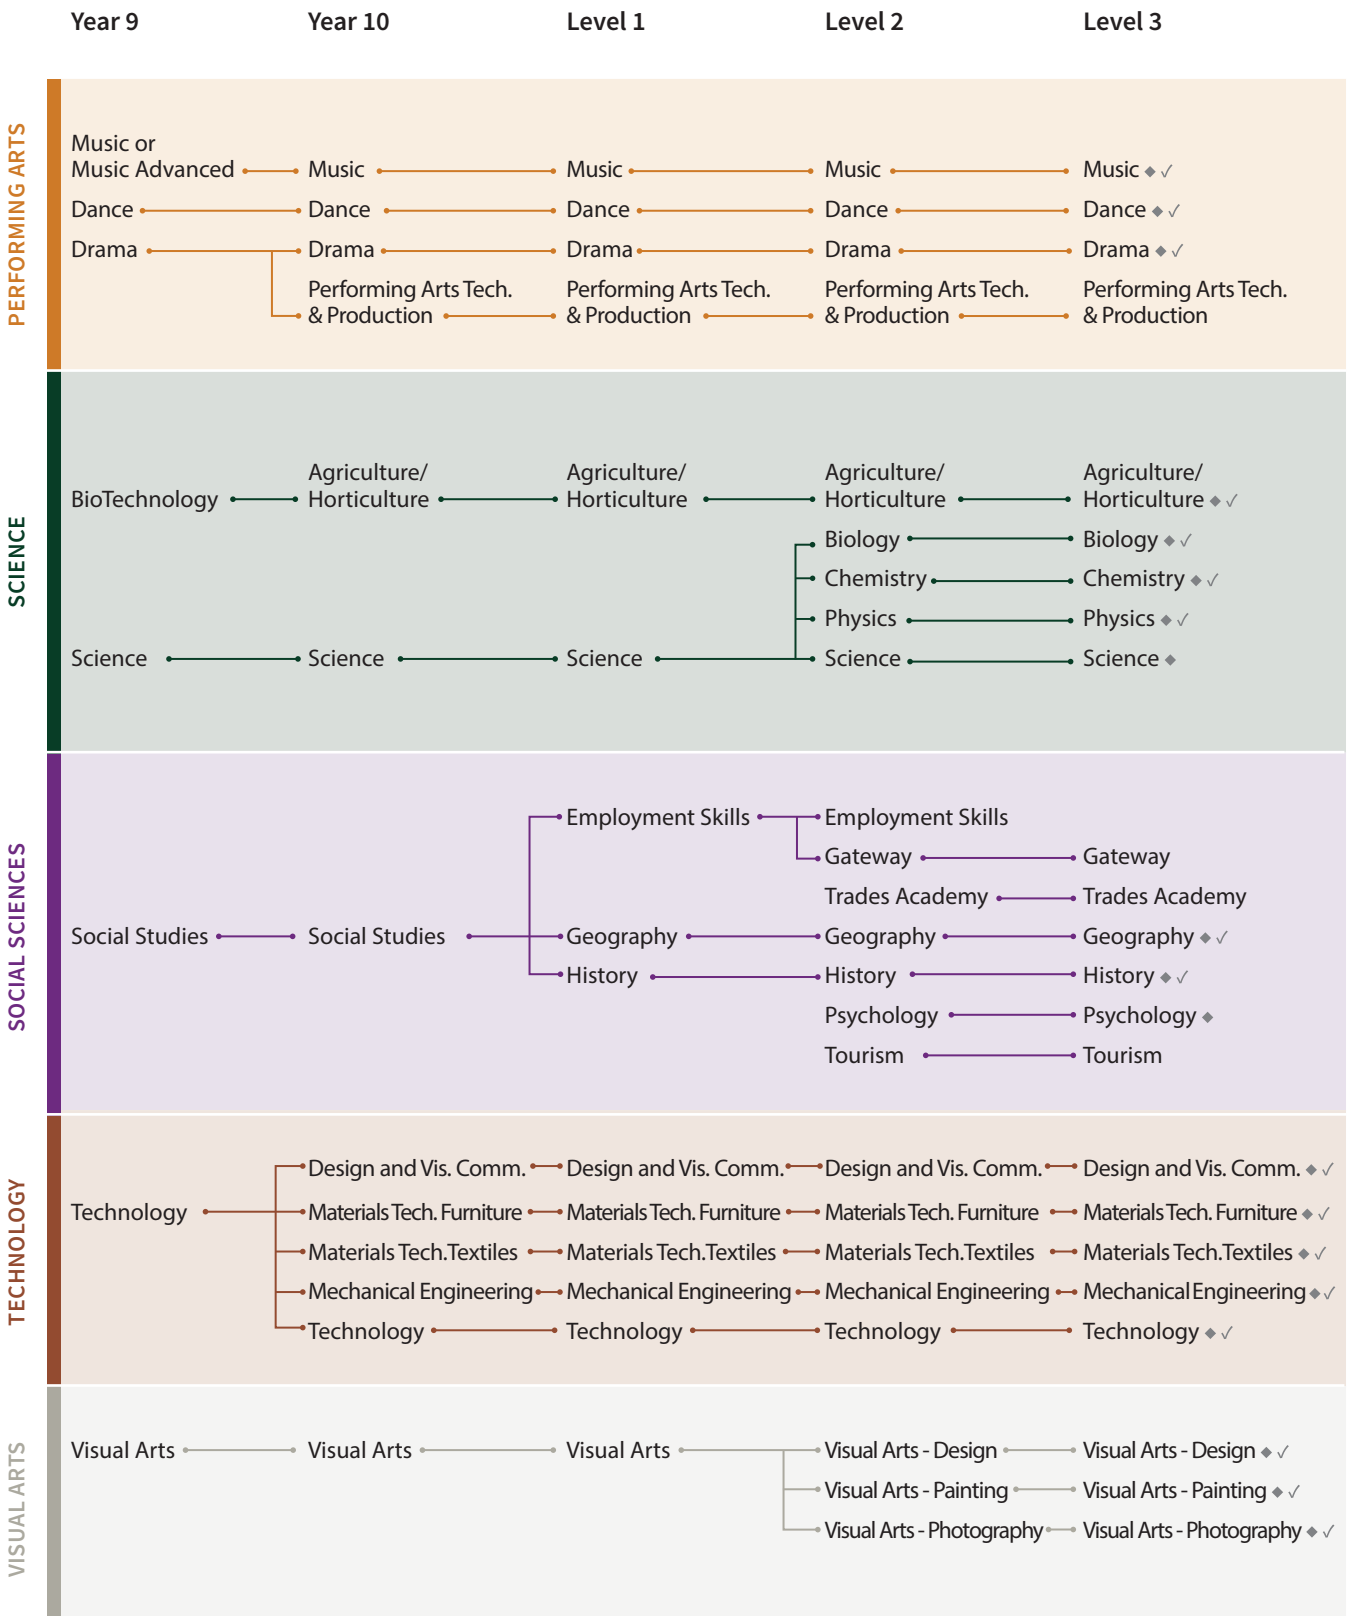 Year 9 Year 10 Level 1 Level 2 Level 3
PERFORMING ARTS
Music or
Music Advanced Music Music Music Music ◆ ✓
Dance Dance Dance Dance Dance ◆ ✓
Drama Drama Drama Drama Drama ◆ ✓
Performing Arts Tech. Performing Arts Tech. Performing Arts Tech. Performing Arts Tech.
& Production & Production & Production & Production
SCIENCE
Agriculture/ Agriculture/ Agriculture/ Agriculture/
BioTechnology Horticulture Horticulture Horticulture Horticulture ◆ ✓
Biology Biology ◆ ✓
Chemistry Chemistry ◆ ✓
Physics Physics ◆ ✓
Science Science Science Science Science ◆
SOCIAL SCIENCES
Employment Skills Employment Skills
Gateway Gateway
Trades Academy Trades Academy
Social Studies Social Studies Geography Geography Geography ◆ ✓
History History History ◆ ✓
Psychology Psychology ◆
Tourism Tourism
TECHNOLOGY
Design and Vis. Comm. Design and Vis. Comm. Design and Vis. Comm. Design and Vis. Comm. ◆ ✓
Technology Materials Tech. Furniture Materials Tech. Furniture Materials Tech. Furniture Materials Tech. Furniture ◆ ✓
Materials Tech.Textiles Materials Tech.Textiles Materials Tech.Textiles Materials Tech.Textiles ◆ ✓
Mechanical Engineering Mechanical Engineering Mechanical Engineering Mechanical Engineering ◆ ✓
Technology Technology Technology Technology ◆ ✓
VISUAL ARTS
Visual Arts Visual Arts Visual Arts Visual Arts - Design Visual Arts - Design ◆ ✓
Visual Arts - Painting Visual Arts - Painting ◆ ✓
Visual Arts - Photography Visual Arts - Photography ◆ ✓